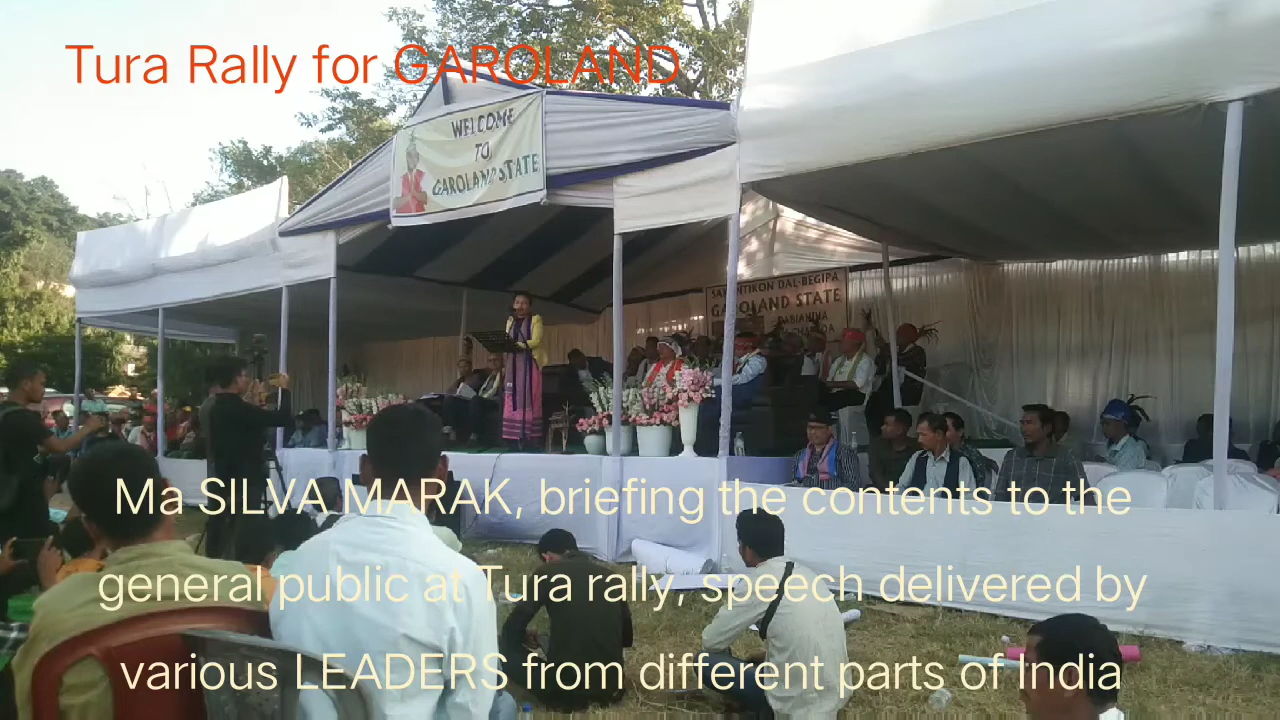 Tura Rally for GAROLAND
WELCOME
TO
GAROLAND STATE
GAROLAND STATE
Ma SILVA MARAK, briefing the contents to the
general public at Tura rally, speech delivered by
various LEADERS from different parts of India